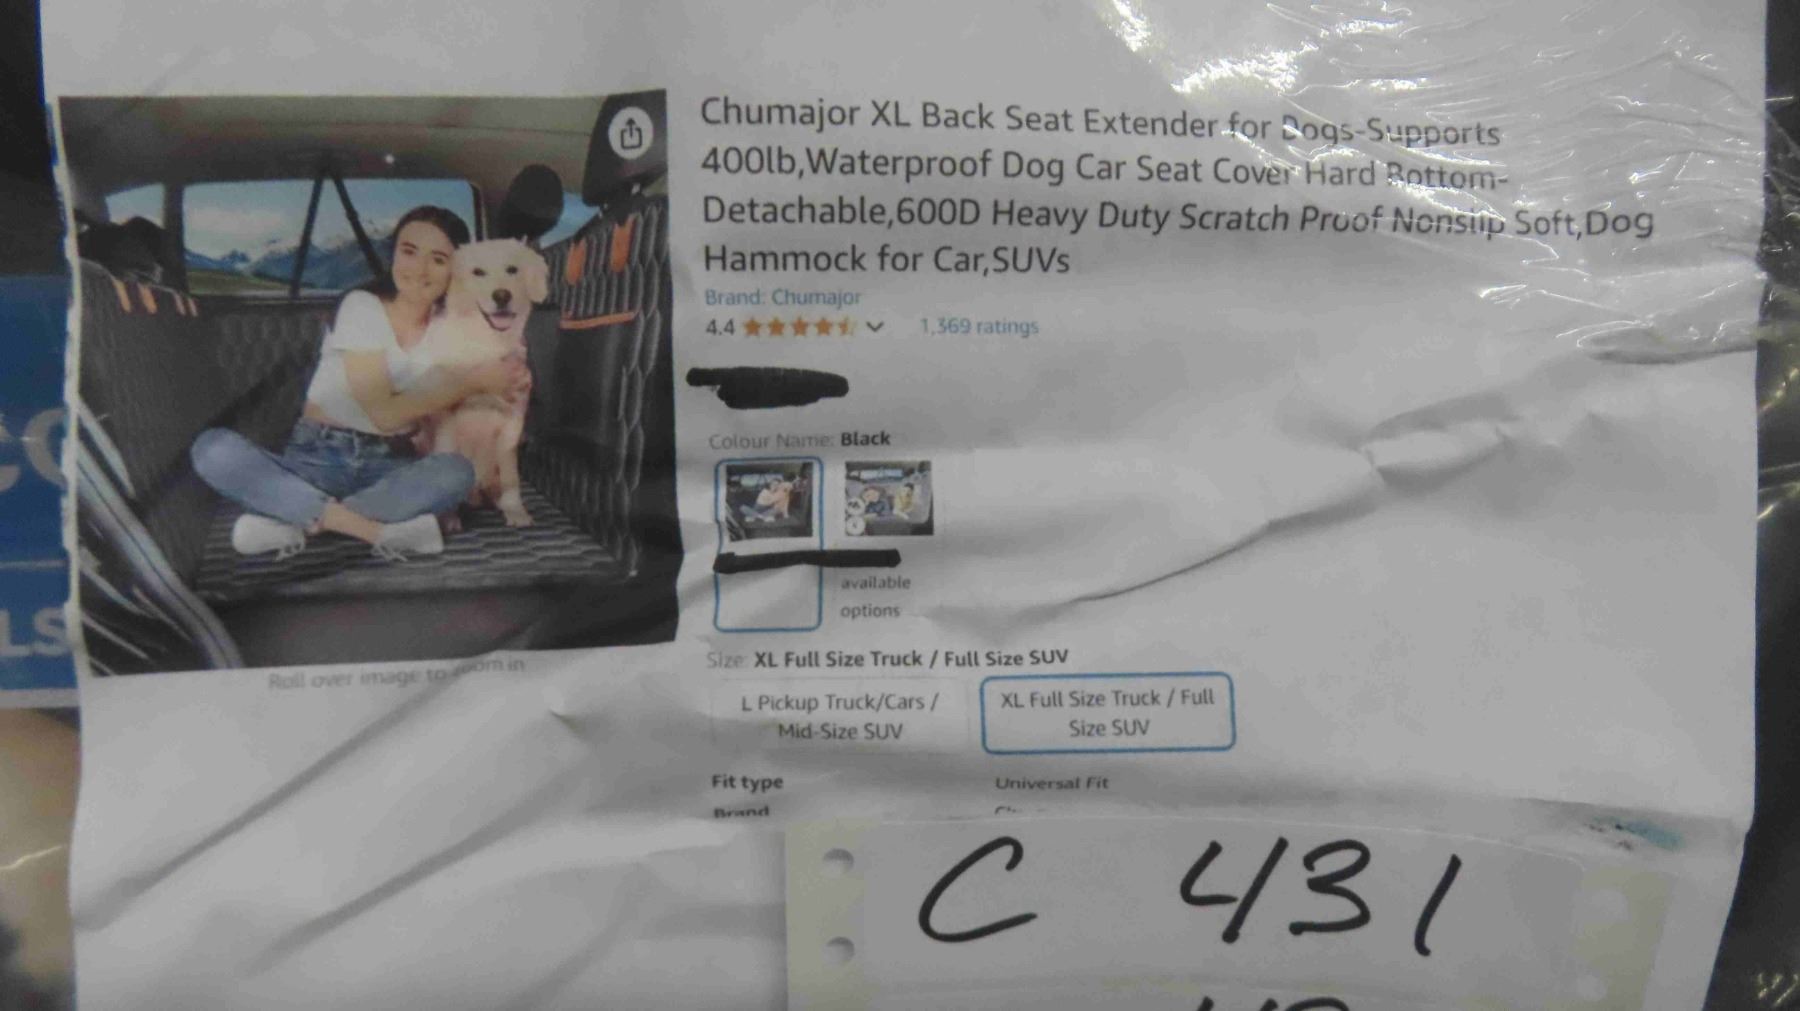 Chumajor XL Back Seat Extender for Dogs-Supports
400lb,Waterproof Dog Car Seat Cover Hard Bottom-
Detachable,600D Heavy Duty Scratch Proof Nonslip Soft,Dog
Hammock for Car,SUVs
Brand: Chumajor
4.4 1,369 ratings
Colour Name: Black
available
options
Roll over image to zoom in
Size: XL Full Size Truck / Full Size SUV
L Pickup Truck/Cars /
Mid-Size SUV
XL Full Size Truck / Full
Size SUV
Fit type Universal Fit
Brand
C 431
LS